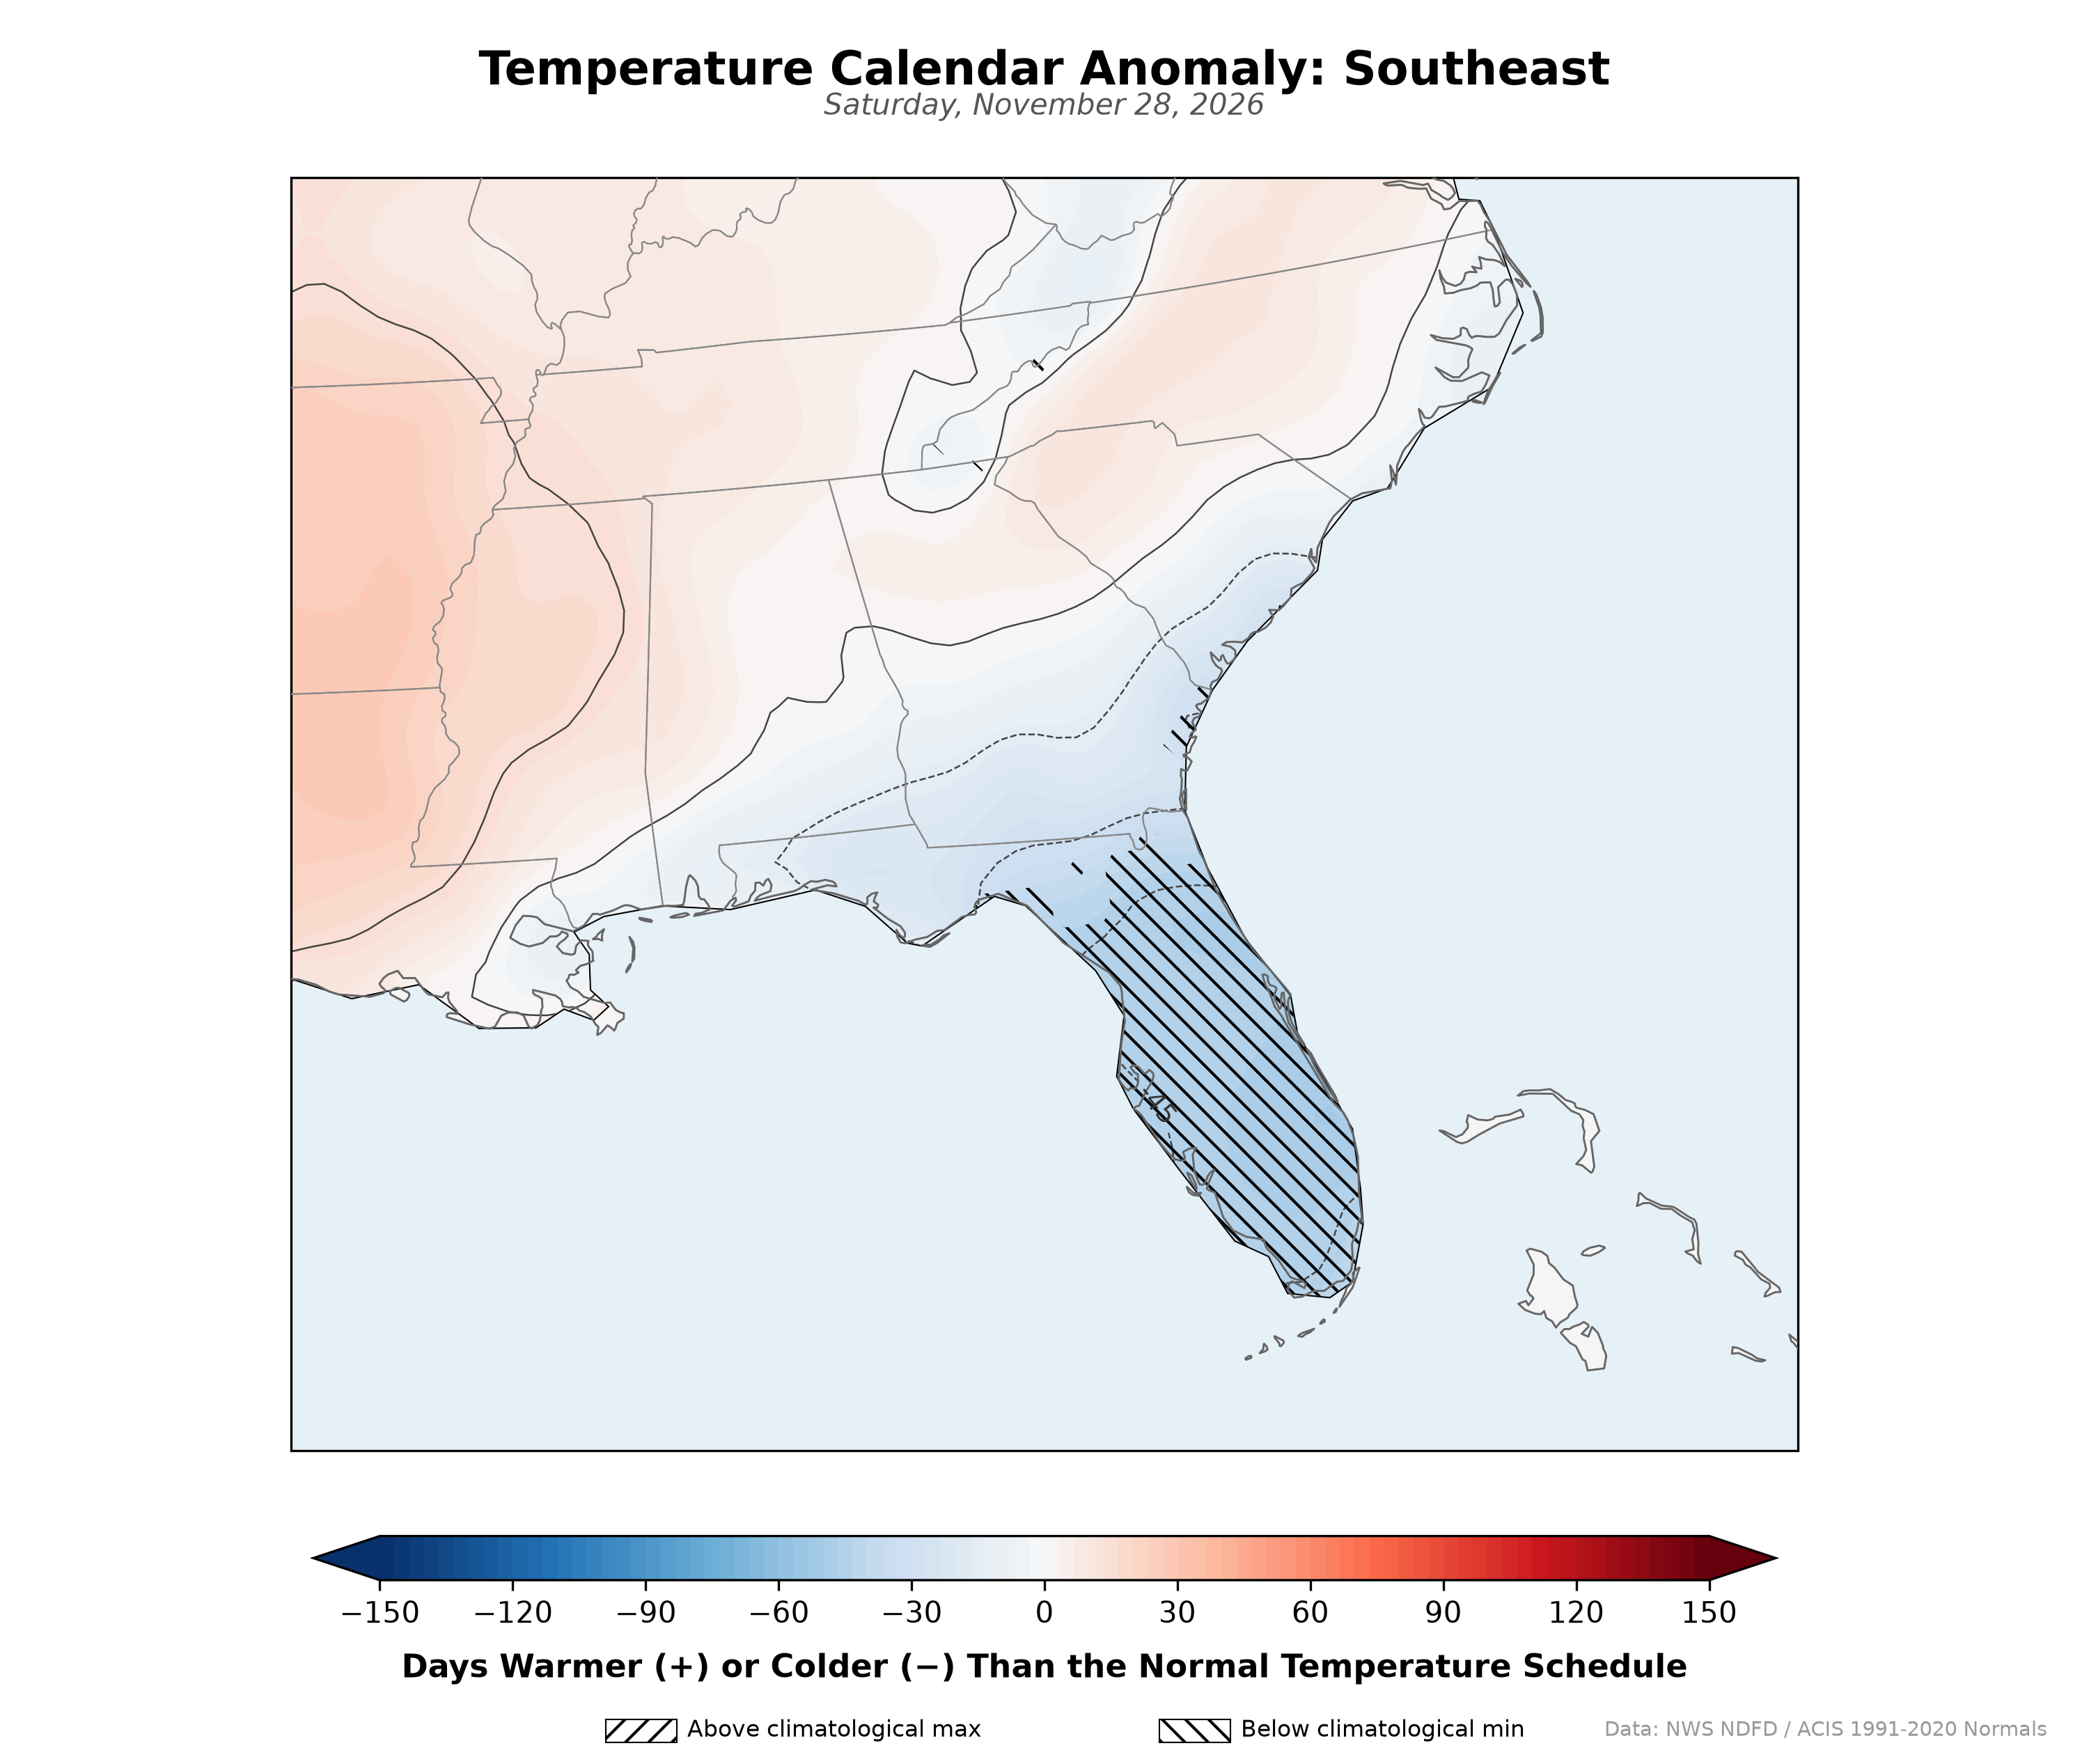 Temperature Calendar Anomaly: Southeast
Saturday, November 28, 2026
−150 −120 −90 −60 −30 0 30 60 90 120 150
Days Warmer (+) or Colder (−) Than the Normal Temperature Schedule
Above climatological max
Below climatological min
Data: NWS NDFD / ACIS 1991-2020 Normals